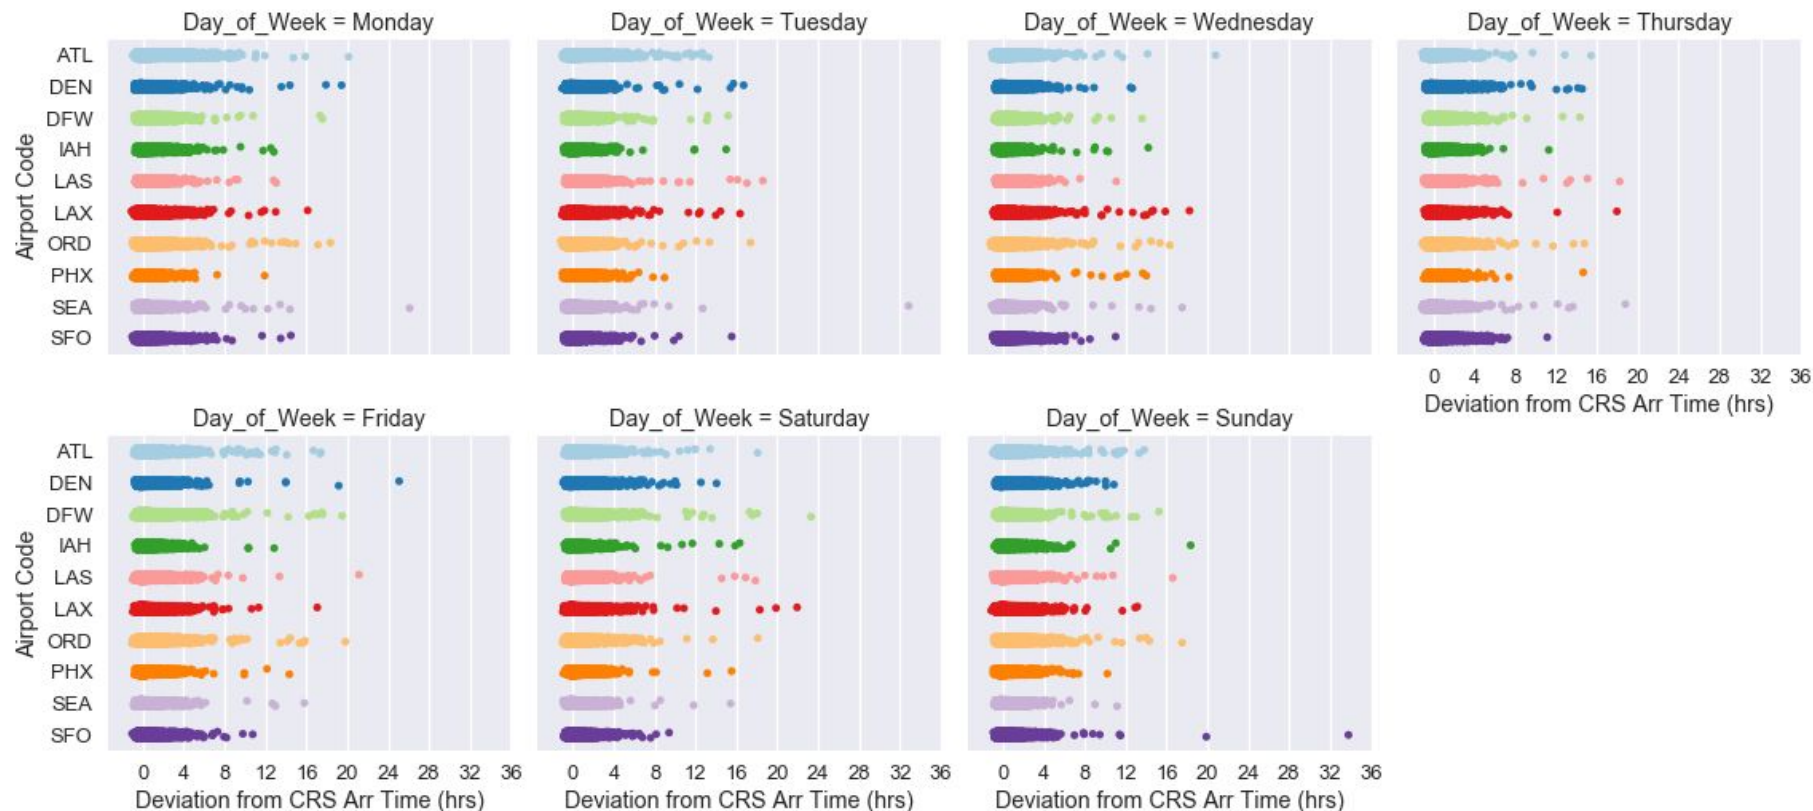 Day_of_Week = Monday
Day_of_Week = Tuesday
Day_of_Week = Wednesday
Day_of_Week = Thursday
Airport Code
ATL
DEN
DFW
IAH
LAS
LAX
ORD
PHX
SEA
SFO
0 4 8 12 16 20 24 28 32 36
Deviation from CRS Arr Time (hrs)
Day_of_Week = Friday
Day_of_Week = Saturday
Day_of_Week = Sunday
Airport Code
ATL
DEN
DFW
IAH
LAS
LAX
ORD
PHX
SEA
SFO
0 4 8 12 16 20 24 28 32 36
0 4 8 12 16 20 24 28 32 36
0 4 8 12 16 20 24 28 32 36
Deviation from CRS Arr Time (hrs)
Deviation from CRS Arr Time (hrs)
Deviation from CRS Arr Time (hrs)